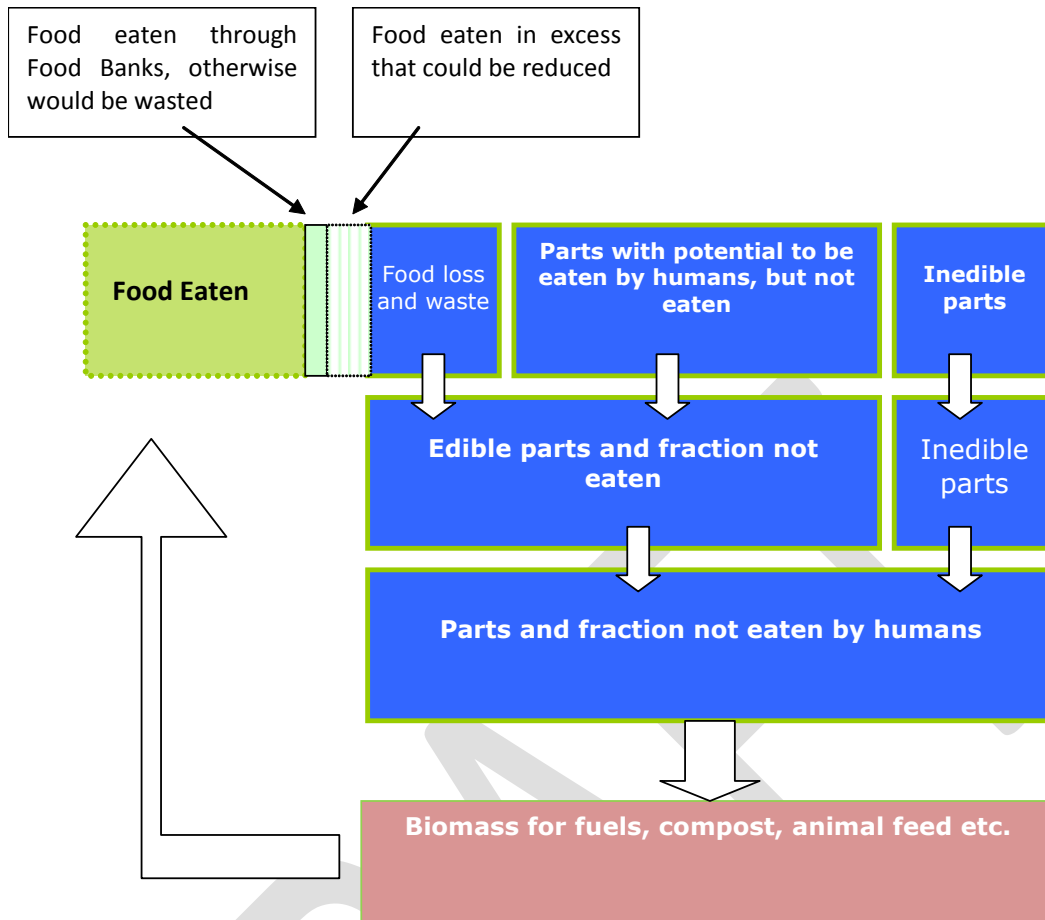 Food eaten through
Food Banks, otherwise
would be wasted
Food eaten in excess
that could be reduced
Food Eaten
Food loss
and waste
Parts with potential to be
eaten by humans, but not
eaten
Inedible
parts
Edible parts and fraction not
eaten
Inedible
parts
Parts and fraction not eaten by humans
Biomass for fuels, compost, animal feed etc.